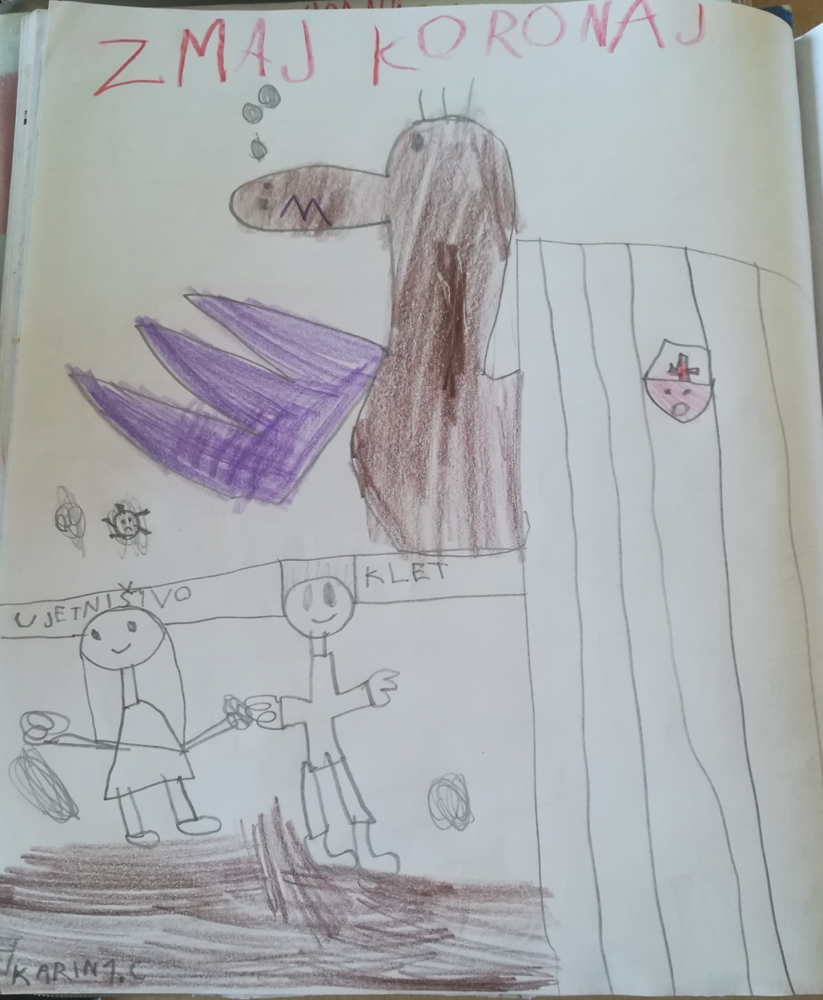 ZMAJ KORONAJ
UJETNIŠTVO
KLET
KARIN 1.C